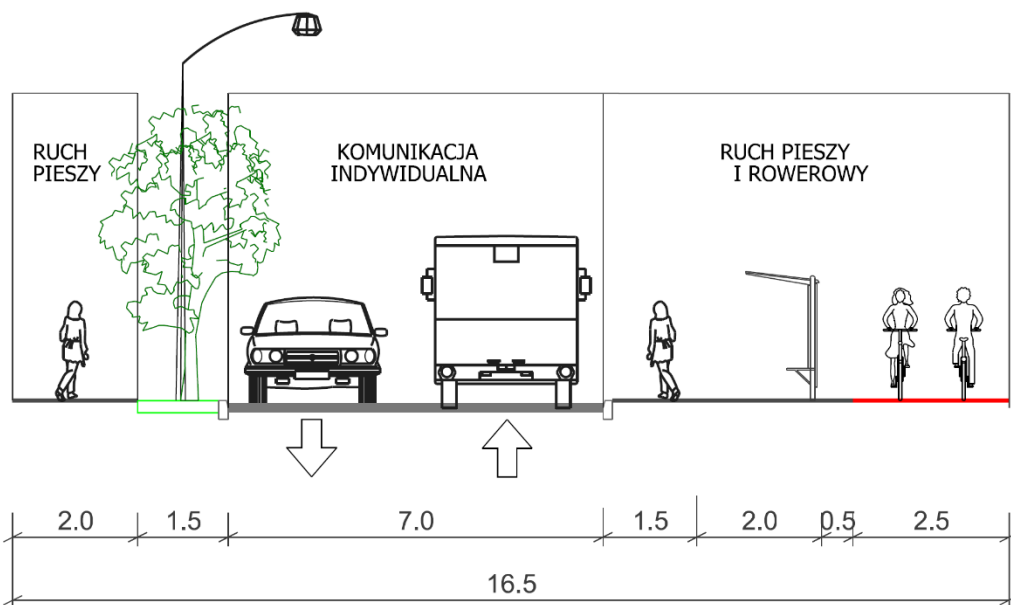 RUCH
PIESZY
KOMUNIKACJA
INDYWIDUALNA
RUCH PIESZY
I ROWEROWY
2.0 1.5 7.0 1.5 2.0 0.5 2.5
16.5